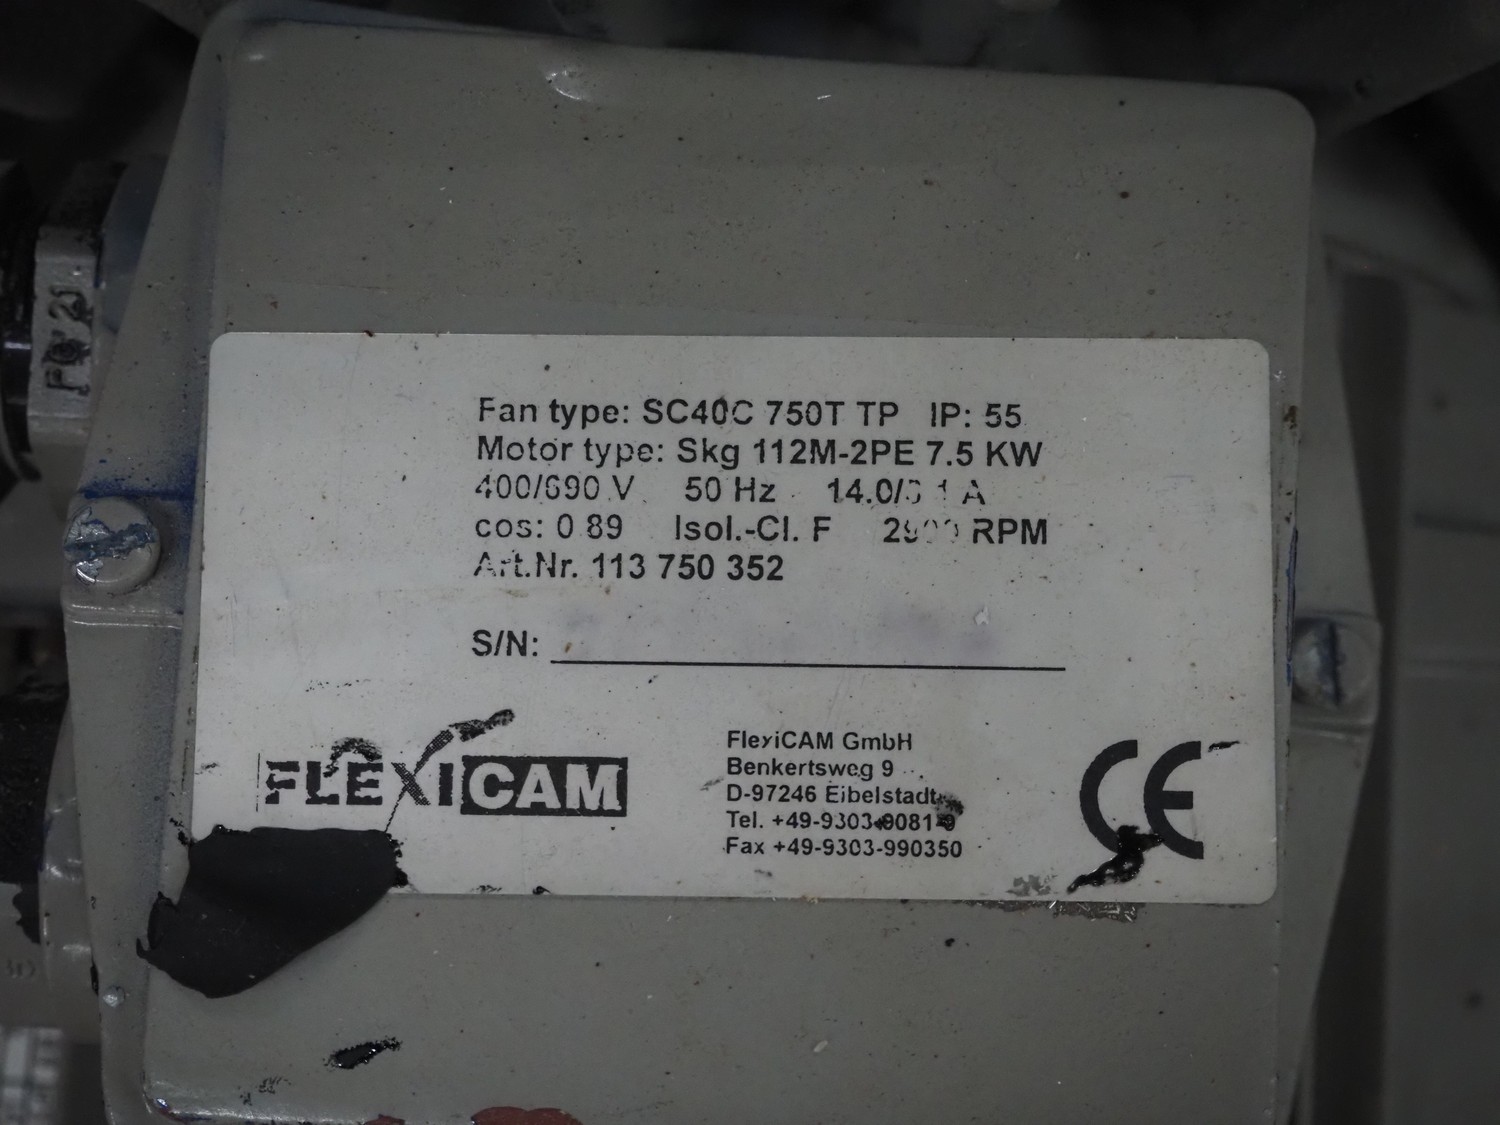 Fan type: SC40C 750T TP IP: 55
Motor type: Skg 112M-2PE 7.5 KW
400/690 V 50 Hz A
cos: 0.89 Isol.-Cl. F RPM
Art.Nr. 113 750 352
S/N:
FLEXICAM
FlexiCAM GmbH
Benkertsweg 9
D-97246 Eibelstadt
Tel.
Fax +49-9303-990350
CE